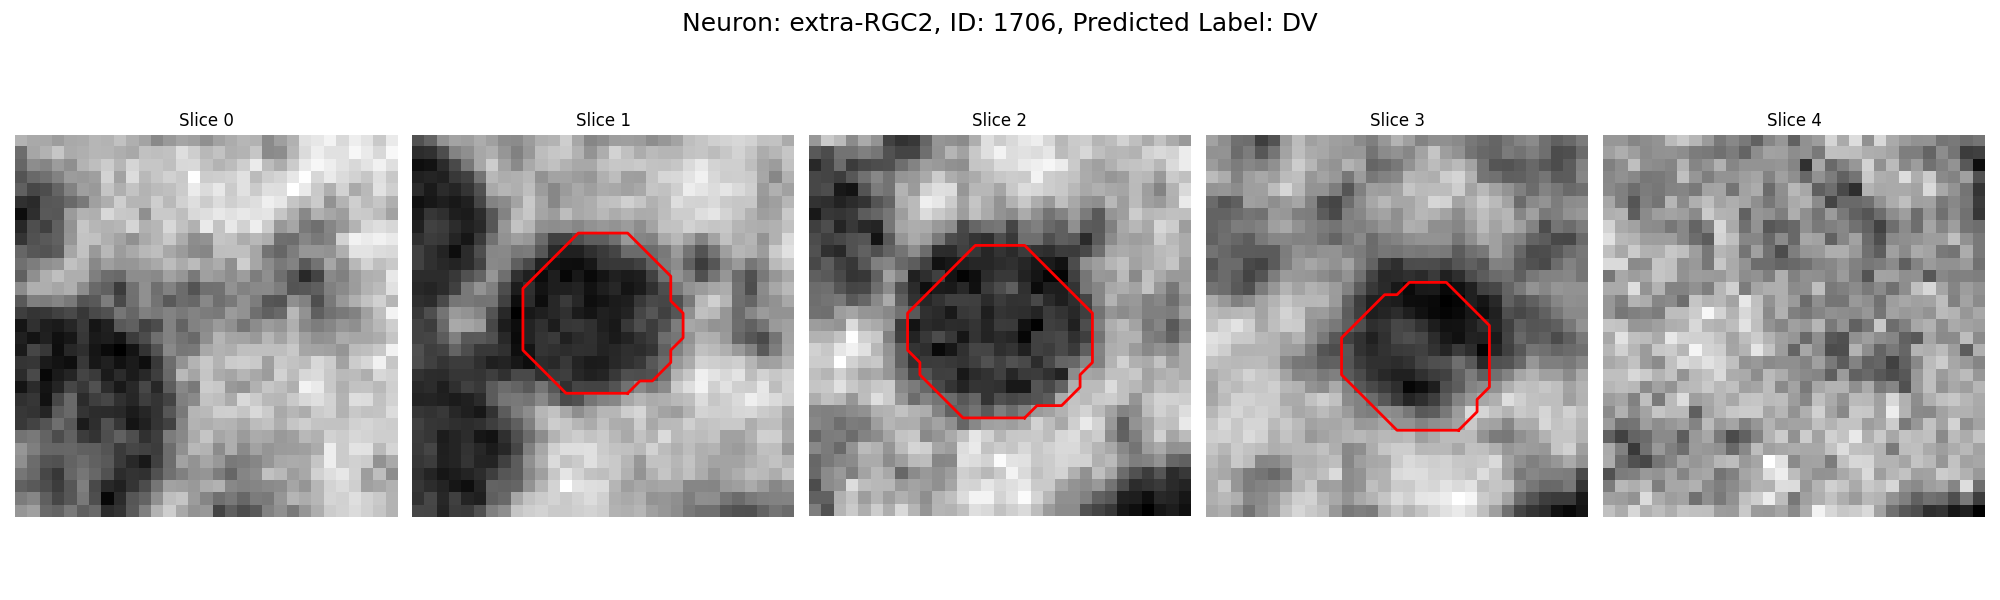 Neuron: extra-RGC2, ID: 1706, Predicted Label: DV
Slice 0
Slice 1
Slice 2
Slice 3
Slice 4